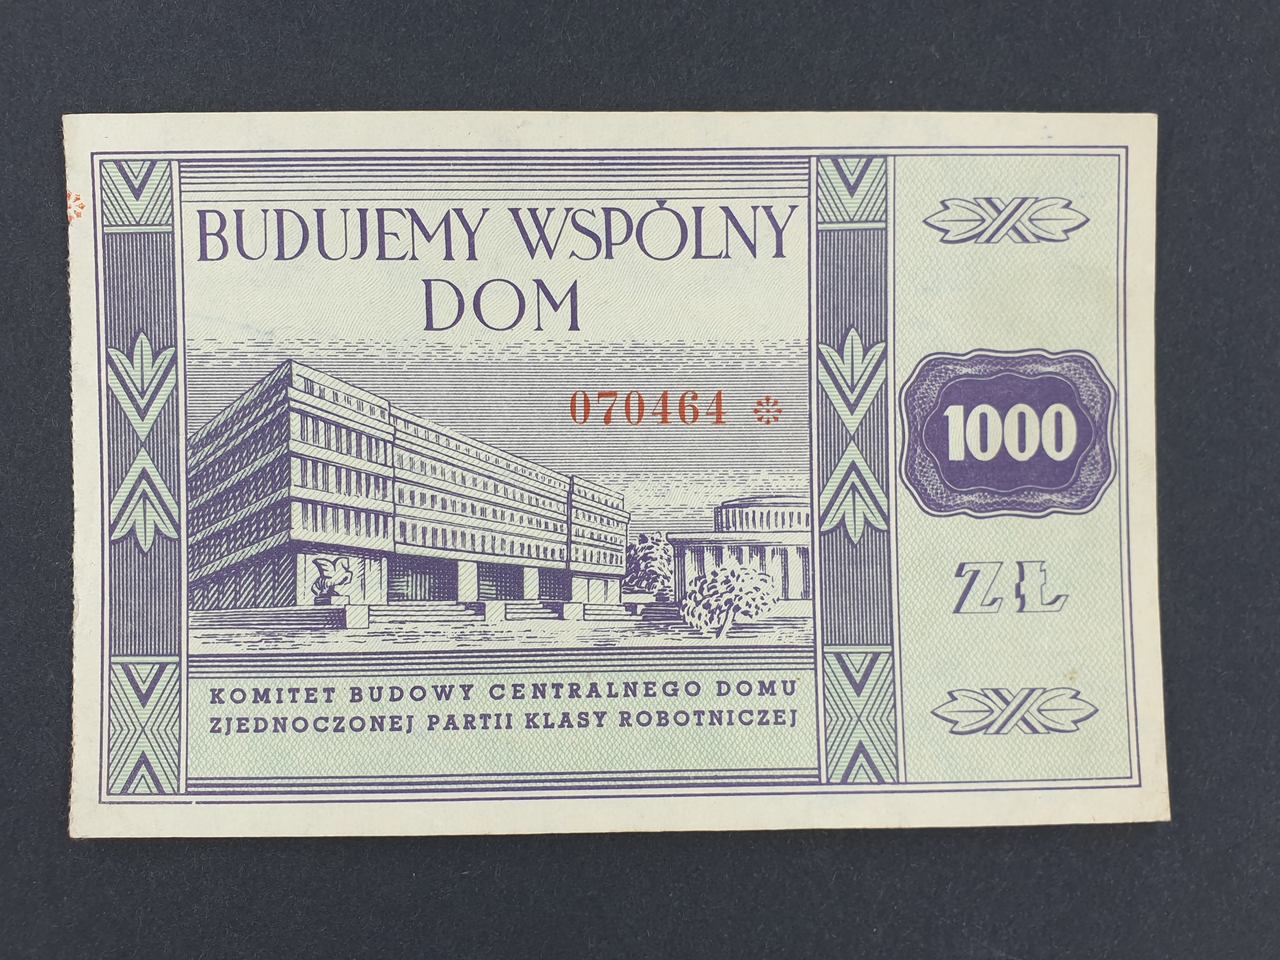 BUDUJEMY WSPÓLNY
DOM
070464
1000
ZŁ
KOMITET BUDOWY CENTRALNEGO DOMU
ZJEDNOCZONEJ PARTII KLASY ROBOTNICZEJ